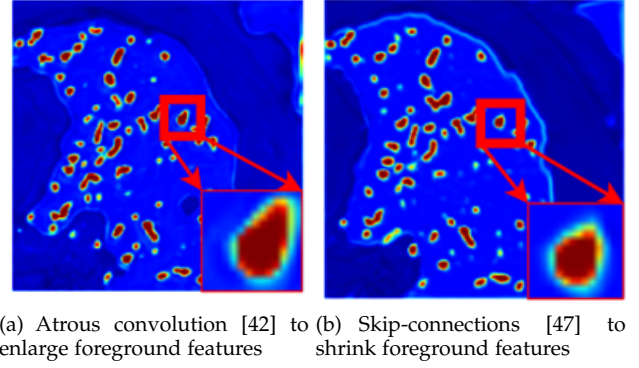 (a) Atrous convolution [42] to
enlarge foreground features
(b) Skip-connections [47] to
shrink foreground features